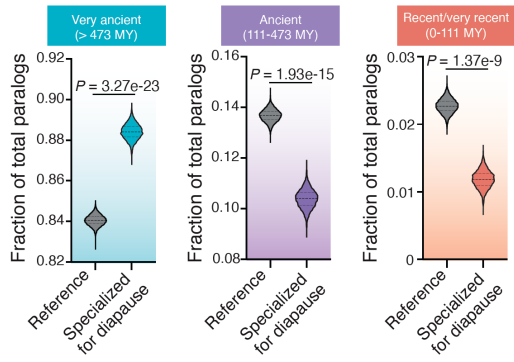 Very ancient
(> 473 MY)
Fraction of total paralogs
0.92
0.90
0.88
0.86
0.84
0.82
P = 3.27e-23
Reference
Specialized
for diapause
Ancient
(111-473 MY)
Fraction of total paralogs
0.16
0.14
0.12
0.10
0.08
P = 1.93e-15
Reference
Specialized
for diapause
Recent/very recent
(0-111 MY)
Fraction of total paralogs
0.03
0.02
0.01
0
P = 1.37e-9
Reference
Specialized
for diapause